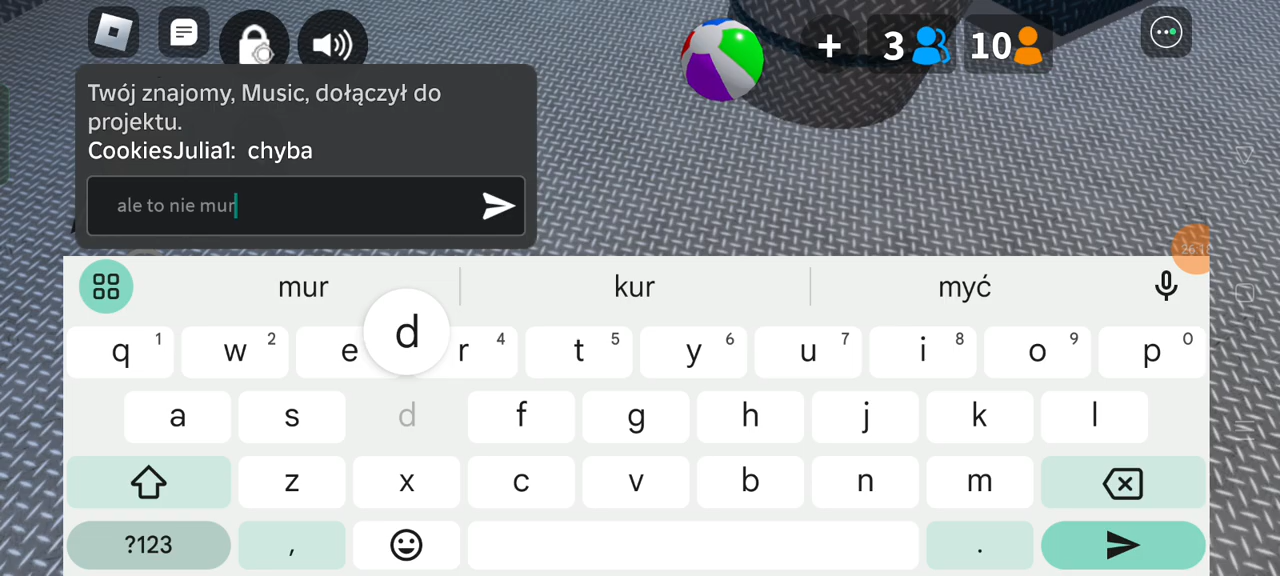 + 3 10
Twój znajomy, Music, dołączył do
projektu.
CookiesJulia1: chyba
ale to nie mur
mur kur myć
d
q 1 w 2 e r 4 t 5 y 6 u 7 i 8 o 9 p 0
a s d f g h j k l
z x c v b n m
?123 , .